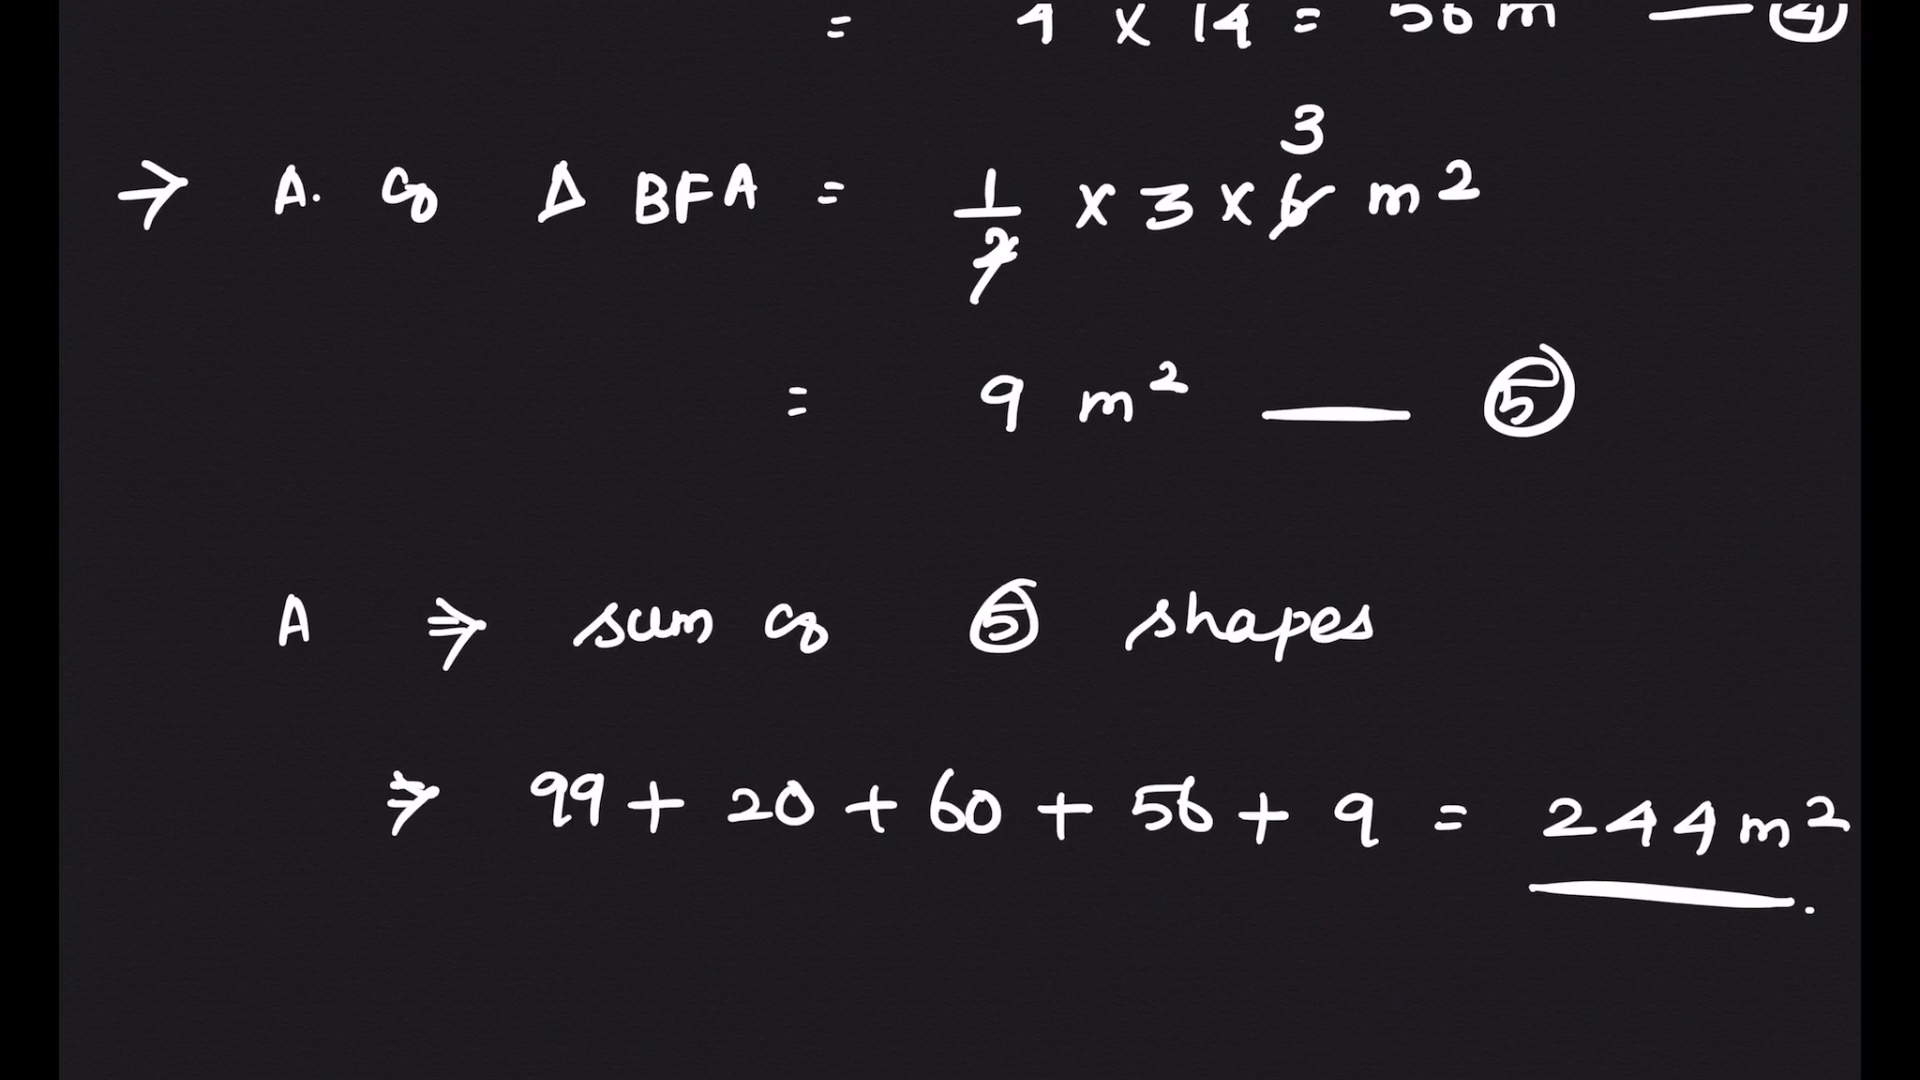 = 4 x 14 = 56 m — ④
3
→ A. of Δ BFA = 1/2 x 3 x 6 m²
= 9 m² — ⑤
A ⇒ sum of ⑤ shapes
⇒ 99 + 20 + 60 + 56 + 9 = 244 m².